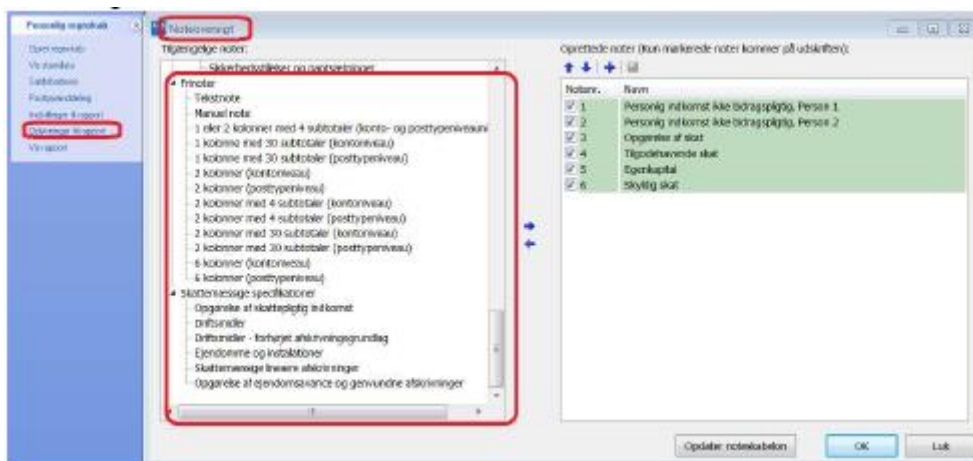 Personlig regnskab
Opret regnskab
Vis stamdata
Saldobalance
Postspecificering
Indstillinger til rapport
Oplysninger til rapport
Vis rapport
Noteoversigt
Tilgængelige noter:
Sikkerhedsstillelser og pantsætninger
Frinoter
Tekstnote
Manuel note
1 eller 2 kolonner med 4 subtotaler (konto- og posttypeniveau
1 kolonne med 30 subtotaler (kontoniveau)
1 kolonne med 30 subtotaler (posttypeniveau)
2 kolonner (kontoniveau)
2 kolonner (posttypeniveau)
2 kolonner med 4 subtotaler (kontoniveau)
2 kolonner med 4 subtotaler (posttypeniveau)
2 kolonner med 30 subtotaler (kontoniveau)
2 kolonner med 30 subtotaler (posttypeniveau)
6 kolonner (kontoniveau)
6 kolonner (posttypeniveau)
Skattemæssige specifikationer
Opgørelse af skattepligtig indkomst
Driftsmidler
Driftsmidler - forhøjet afskrivningsgrundlag
Ejendomme og installationer
Skattemæssige lineære afskrivninger
Opgørelse af ejendomsavance og genvundne afskrivninger
Oprettede noter (Kun markerede noter kommer på udskriften):
Notenr. Navn
1 Personlig indkomst ikke bidragspligtig, Person 1
2 Personlig indkomst ikke bidragspligtig, Person 2
3 Opgørelse af skat
4 Tilgodehavende skat
5 Egenkapital
6 Skyldig skat
Opdater noteskabelon OK Luk